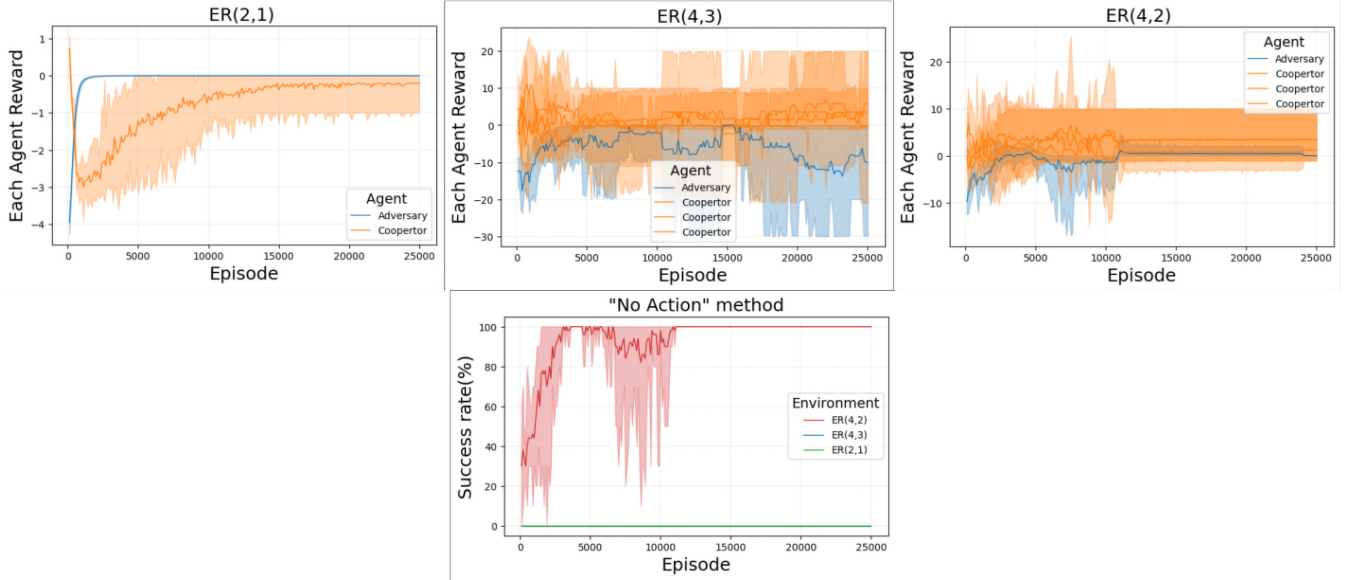 ER(2,1)
Each Agent Reward
1
0
−1
−2
−3
−4
Agent
Adversary
Coopertor
0 5000 10000 15000 20000 25000
Episode
ER(4,3)
Each Agent Reward
20
10
0
−10
−20
−30
Agent
Adversary
Coopertor
Coopertor
Coopertor
0 5000 10000 15000 20000 25000
Episode
ER(4,2)
Each Agent Reward
20
10
0
−10
Agent
Adversary
Coopertor
Coopertor
Coopertor
0 5000 10000 15000 20000 25000
Episode
"No Action" method
Success rate(%)
100
80
60
40
20
0
Environment
ER(4,2)
ER(4,3)
ER(2,1)
0 5000 10000 15000 20000 25000
Episode